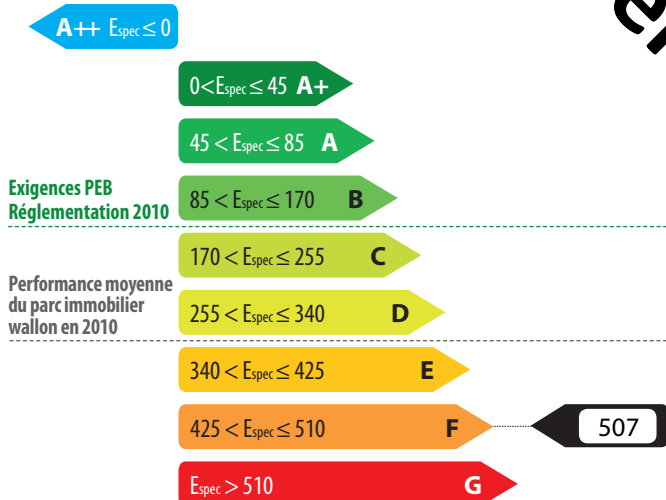 A++ Espec ≤ 0
0<Espec ≤ 45 A+
45 < Espec ≤ 85 A
Exigences PEB
Réglementation 2010
85 < Espec ≤ 170 B
170 < Espec ≤ 255 C
Performance moyenne
du parc immobilier
wallon en 2010
255 < Espec ≤ 340 D
340 < Espec ≤ 425 E
425 < Espec ≤ 510 F
507
Espec > 510 G